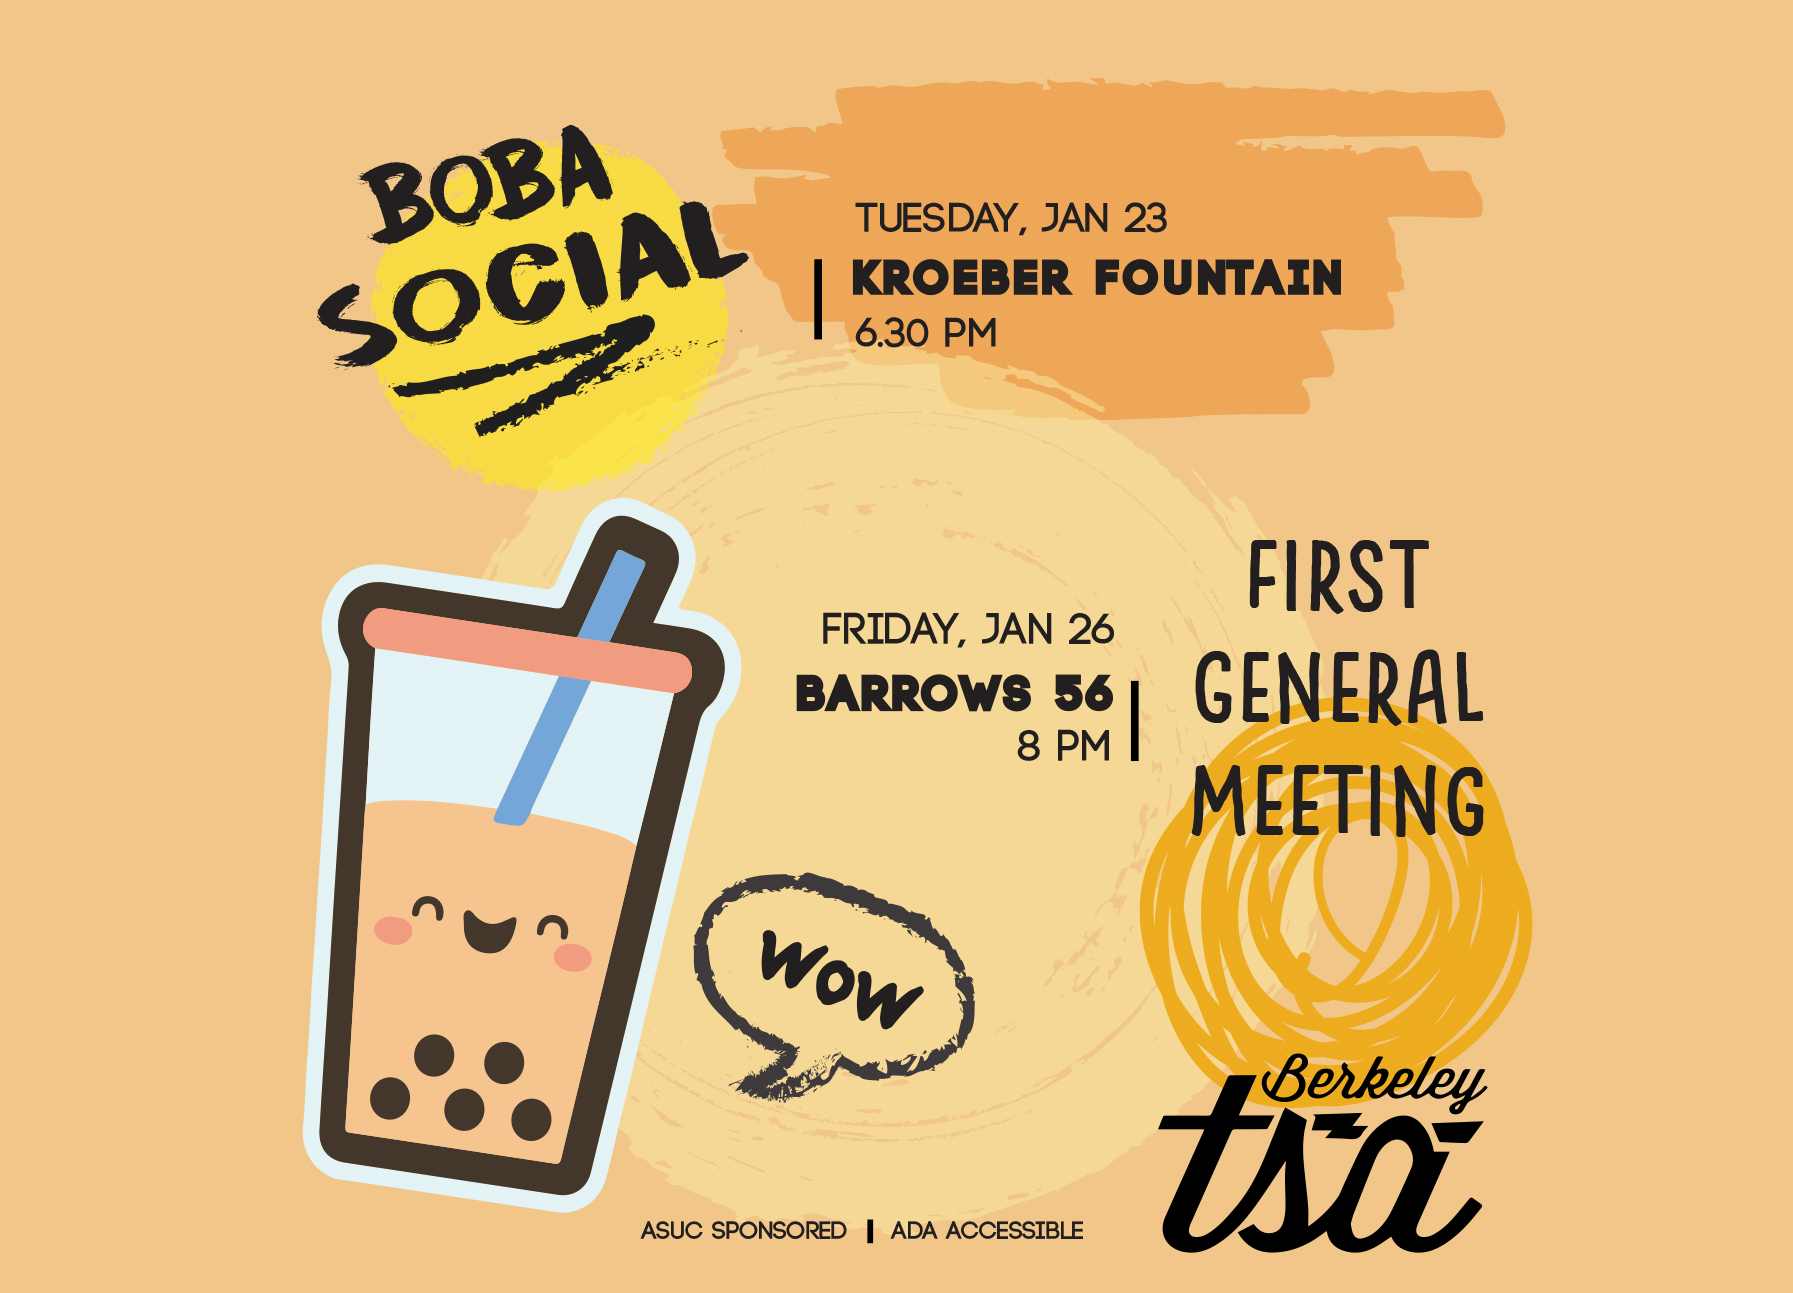 BOBA
SOCIAL
TUESDAY, JAN 23
KROEBER FOUNTAIN
6.30 PM
FRIDAY, JAN 26
BARROWS 56
8 PM
FIRST
GENERAL
MEETING
WOW
Berkeley
tsa
ASUC SPONSORED | ADA ACCESSIBLE